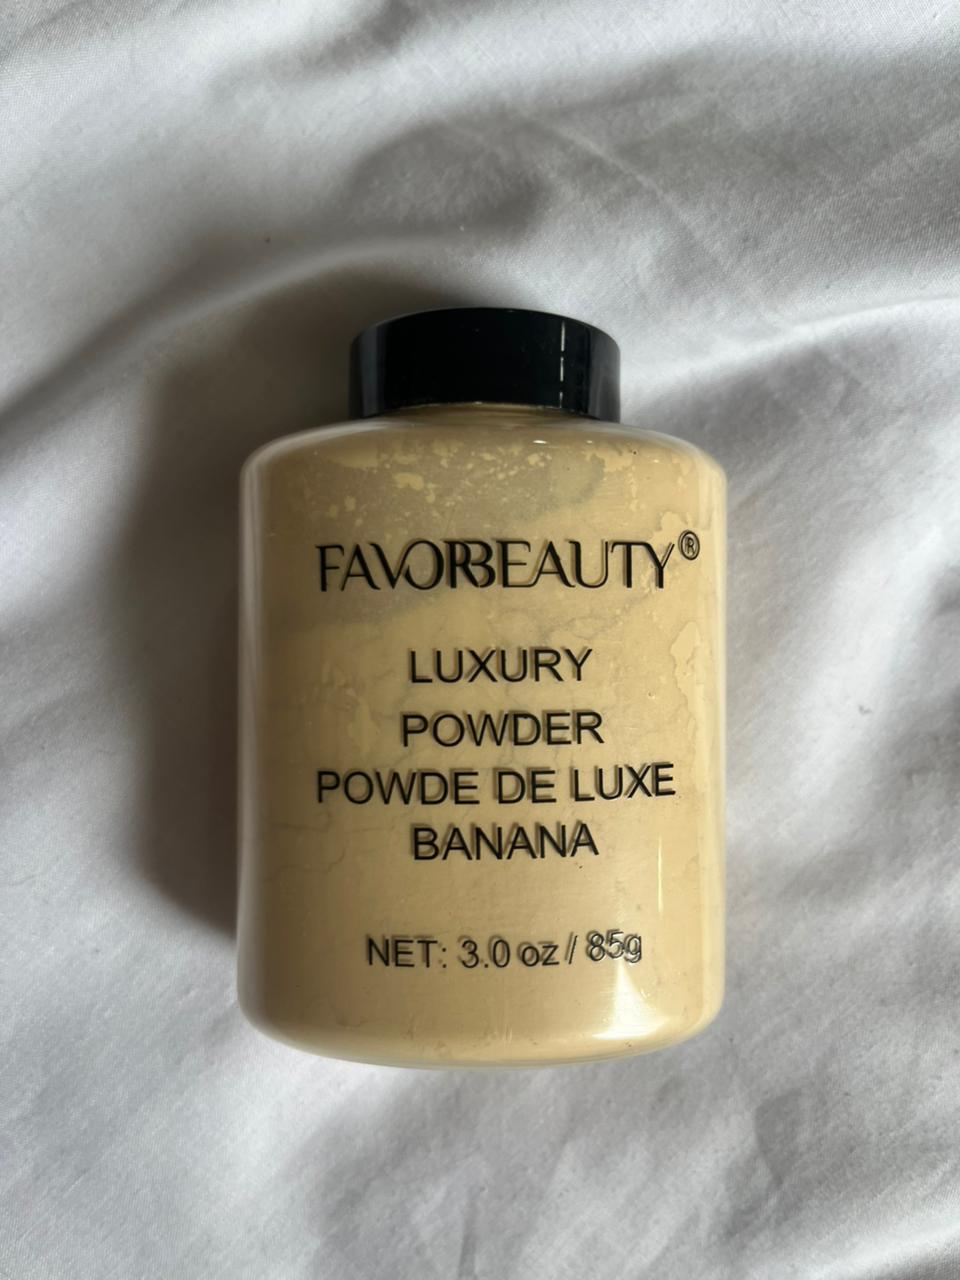 FAVORBEAUTY®
LUXURY
POWDER
POWDE DE LUXE
BANANA
NET: 3.0 oz / 85g